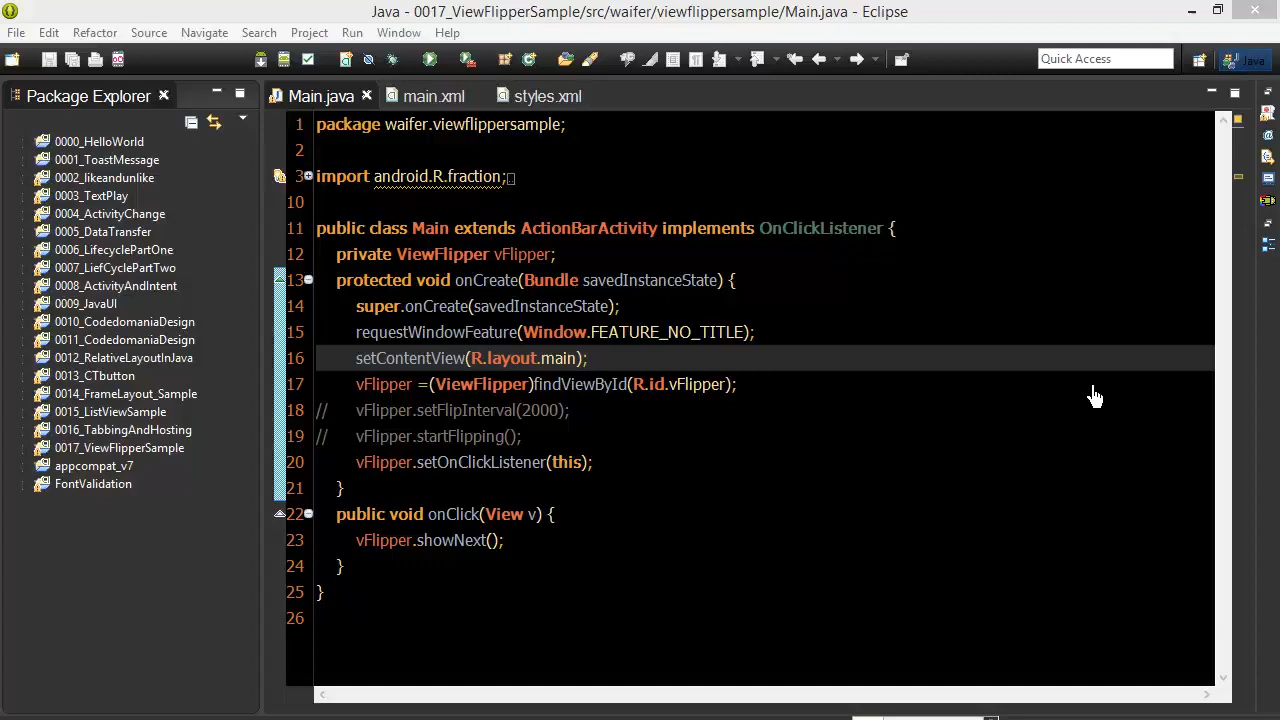 Java - 0017_ViewFlipperSample/src/waifer/viewflippersample/Main.java - Eclipse
File Edit Refactor Source Navigate Search Project Run Window Help
Quick Access
Java
Package Explorer
Main.java
main.xml
styles.xml
0000_HelloWorld
0001_ToastMessage
0002_likeandunlike
0003_TextPlay
0004_ActivityChange
0005_DataTransfer
0006_LifecyclePartOne
0007_LiefCyclePartTwo
0008_ActivityAndIntent
0009_JavaUI
0010_CodedomaniaDesign
0011_CodedomaniaDesign
0012_RelativeLayoutInJava
0013_CTbutton
0014_FrameLayout_Sample
0015_ListViewSample
0016_TabbingAndHosting
0017_ViewFlipperSample
appcompat_v7
FontValidation
1 package waifer.viewflippersample;
2
3 import android.R.fraction;
10
11 public class Main extends ActionBarActivity implements OnClickListener {
12 private ViewFlipper vFlipper;
13 protected void onCreate(Bundle savedInstanceState) {
14 super.onCreate(savedInstanceState);
15 requestWindowFeature(Window.FEATURE_NO_TITLE);
16 setContentView(R.layout.main);
17 vFlipper =(ViewFlipper)findViewById(R.id.vFlipper);
18 // vFlipper.setFlipInterval(2000);
19 // vFlipper.startFlipping();
20 vFlipper.setOnClickListener(this);
21 }
22 public void onClick(View v) {
23 vFlipper.showNext();
24 }
25 }
26